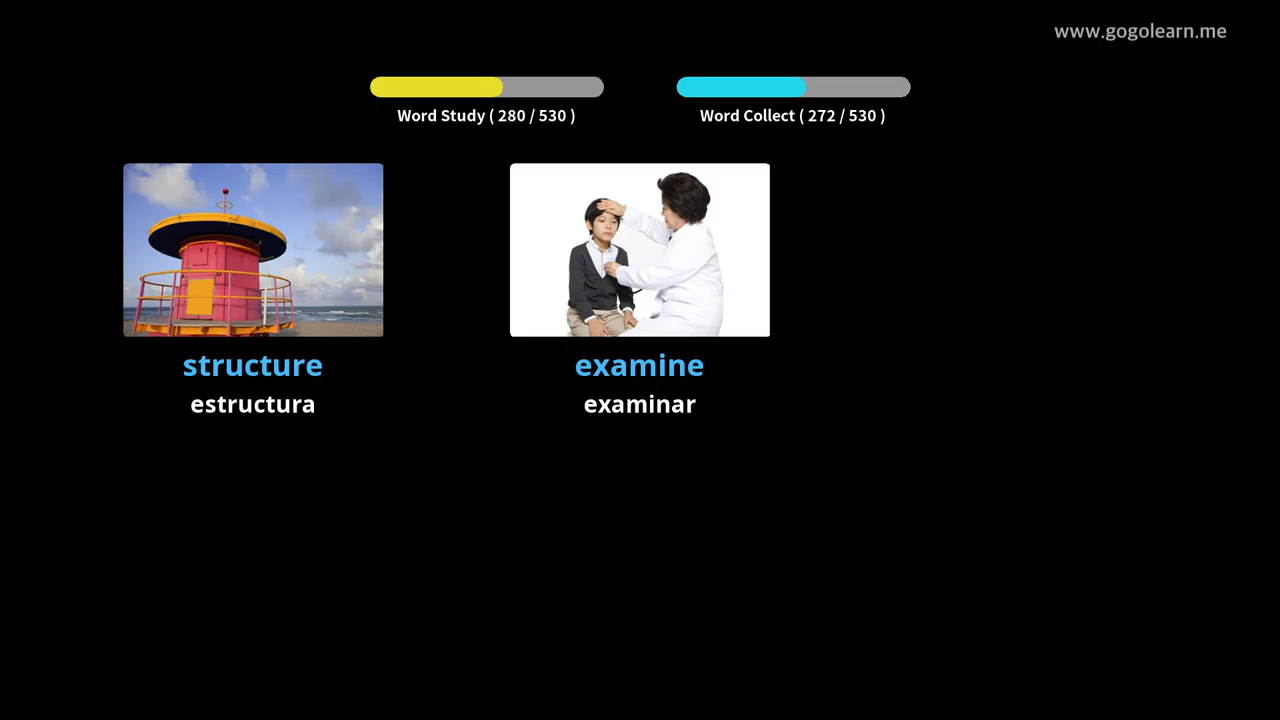 www.gogolearn.me
Word Study ( 280 / 530 )
Word Collect ( 272 / 530 )
structure
estructura
examine
examinar